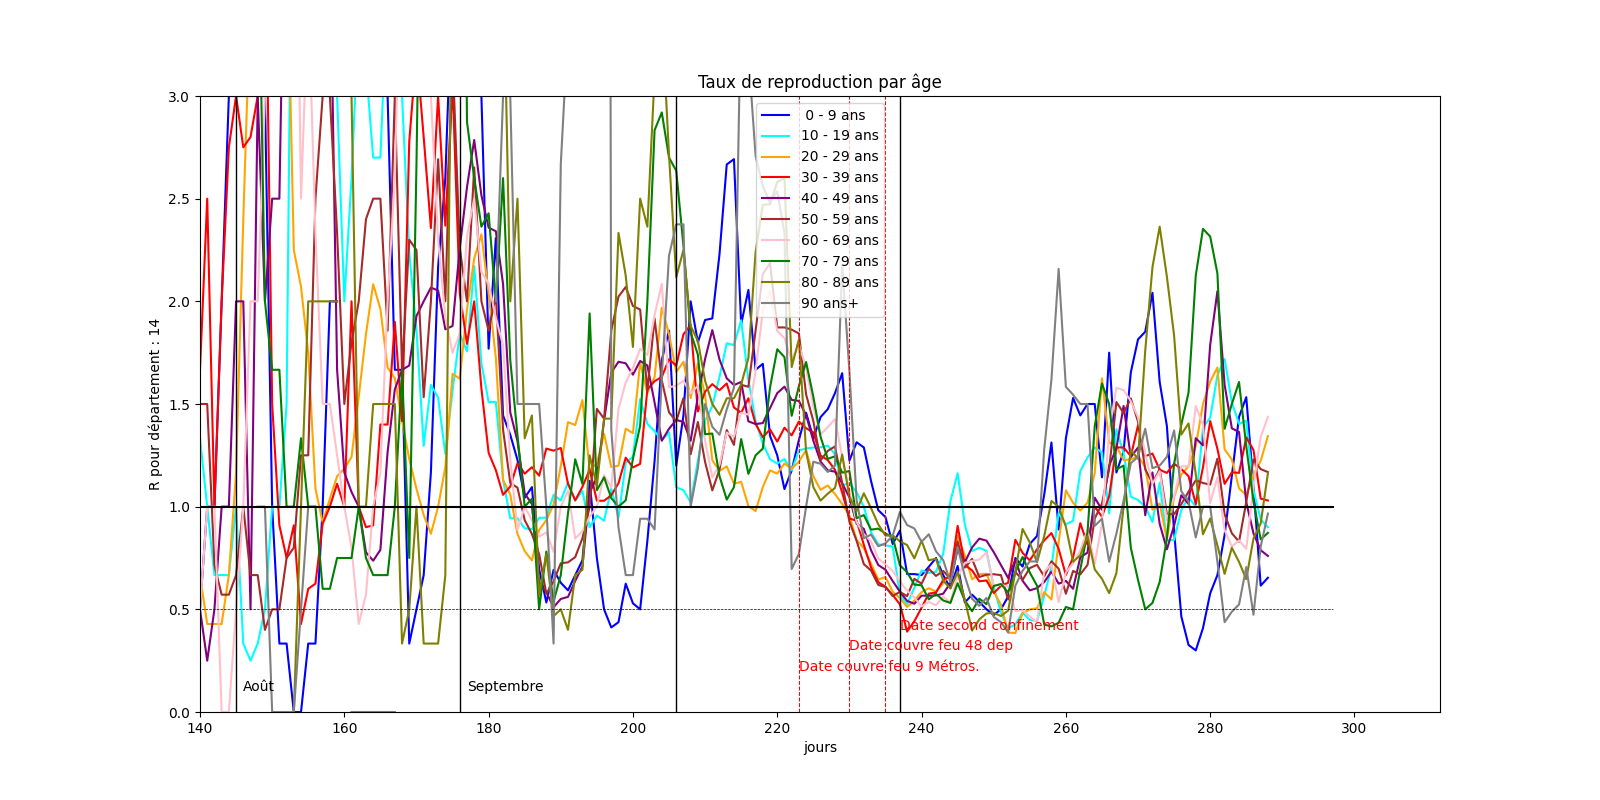 Taux de reproduction par âge
3.0
2.5
2.0
1.5
1.0
0.5
0.0
R pour département : 14
0 - 9 ans
10 - 19 ans
20 - 29 ans
30 - 39 ans
40 - 49 ans
50 - 59 ans
60 - 69 ans
70 - 79 ans
80 - 89 ans
90 ans+
Date second confinement
Date couvre feu 48 dep
Date couvre feu 9 Métros.
Août
Septembre
140 160 180 200 220 240 260 280 300
jours